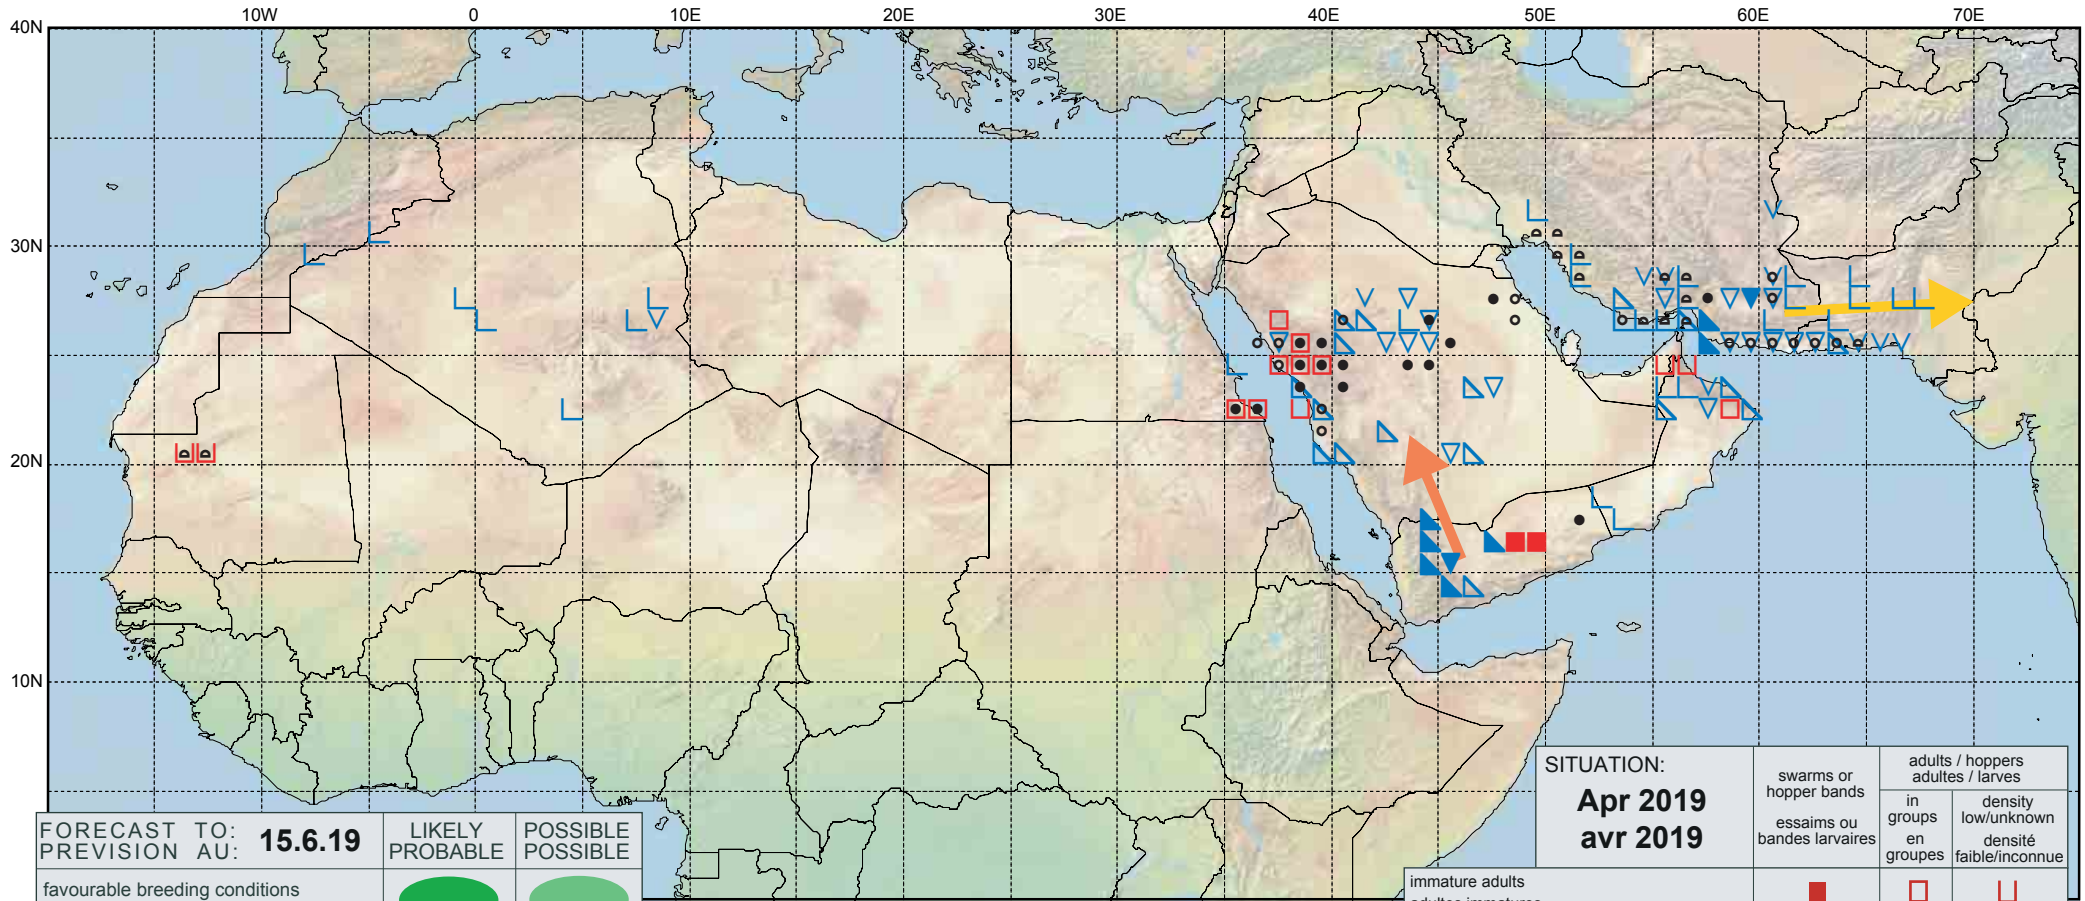 10W 0 10E 20E 30E 40E 50E 60E 70E
40N
30N
20N
10N
FORECAST TO: 15.6.19
PREVISION AU:
LIKELY
PROBABLE
POSSIBLE
POSSIBLE
favourable breeding conditions
SITUATION:
Apr 2019
avr 2019
swarms or
hopper bands
essaims ou
bandes larvaires
adults / hoppers
adultes / larves
in
groups
en
groupes
density
low/unknown
densité
faible/inconnue
immature adults
adultes immatures